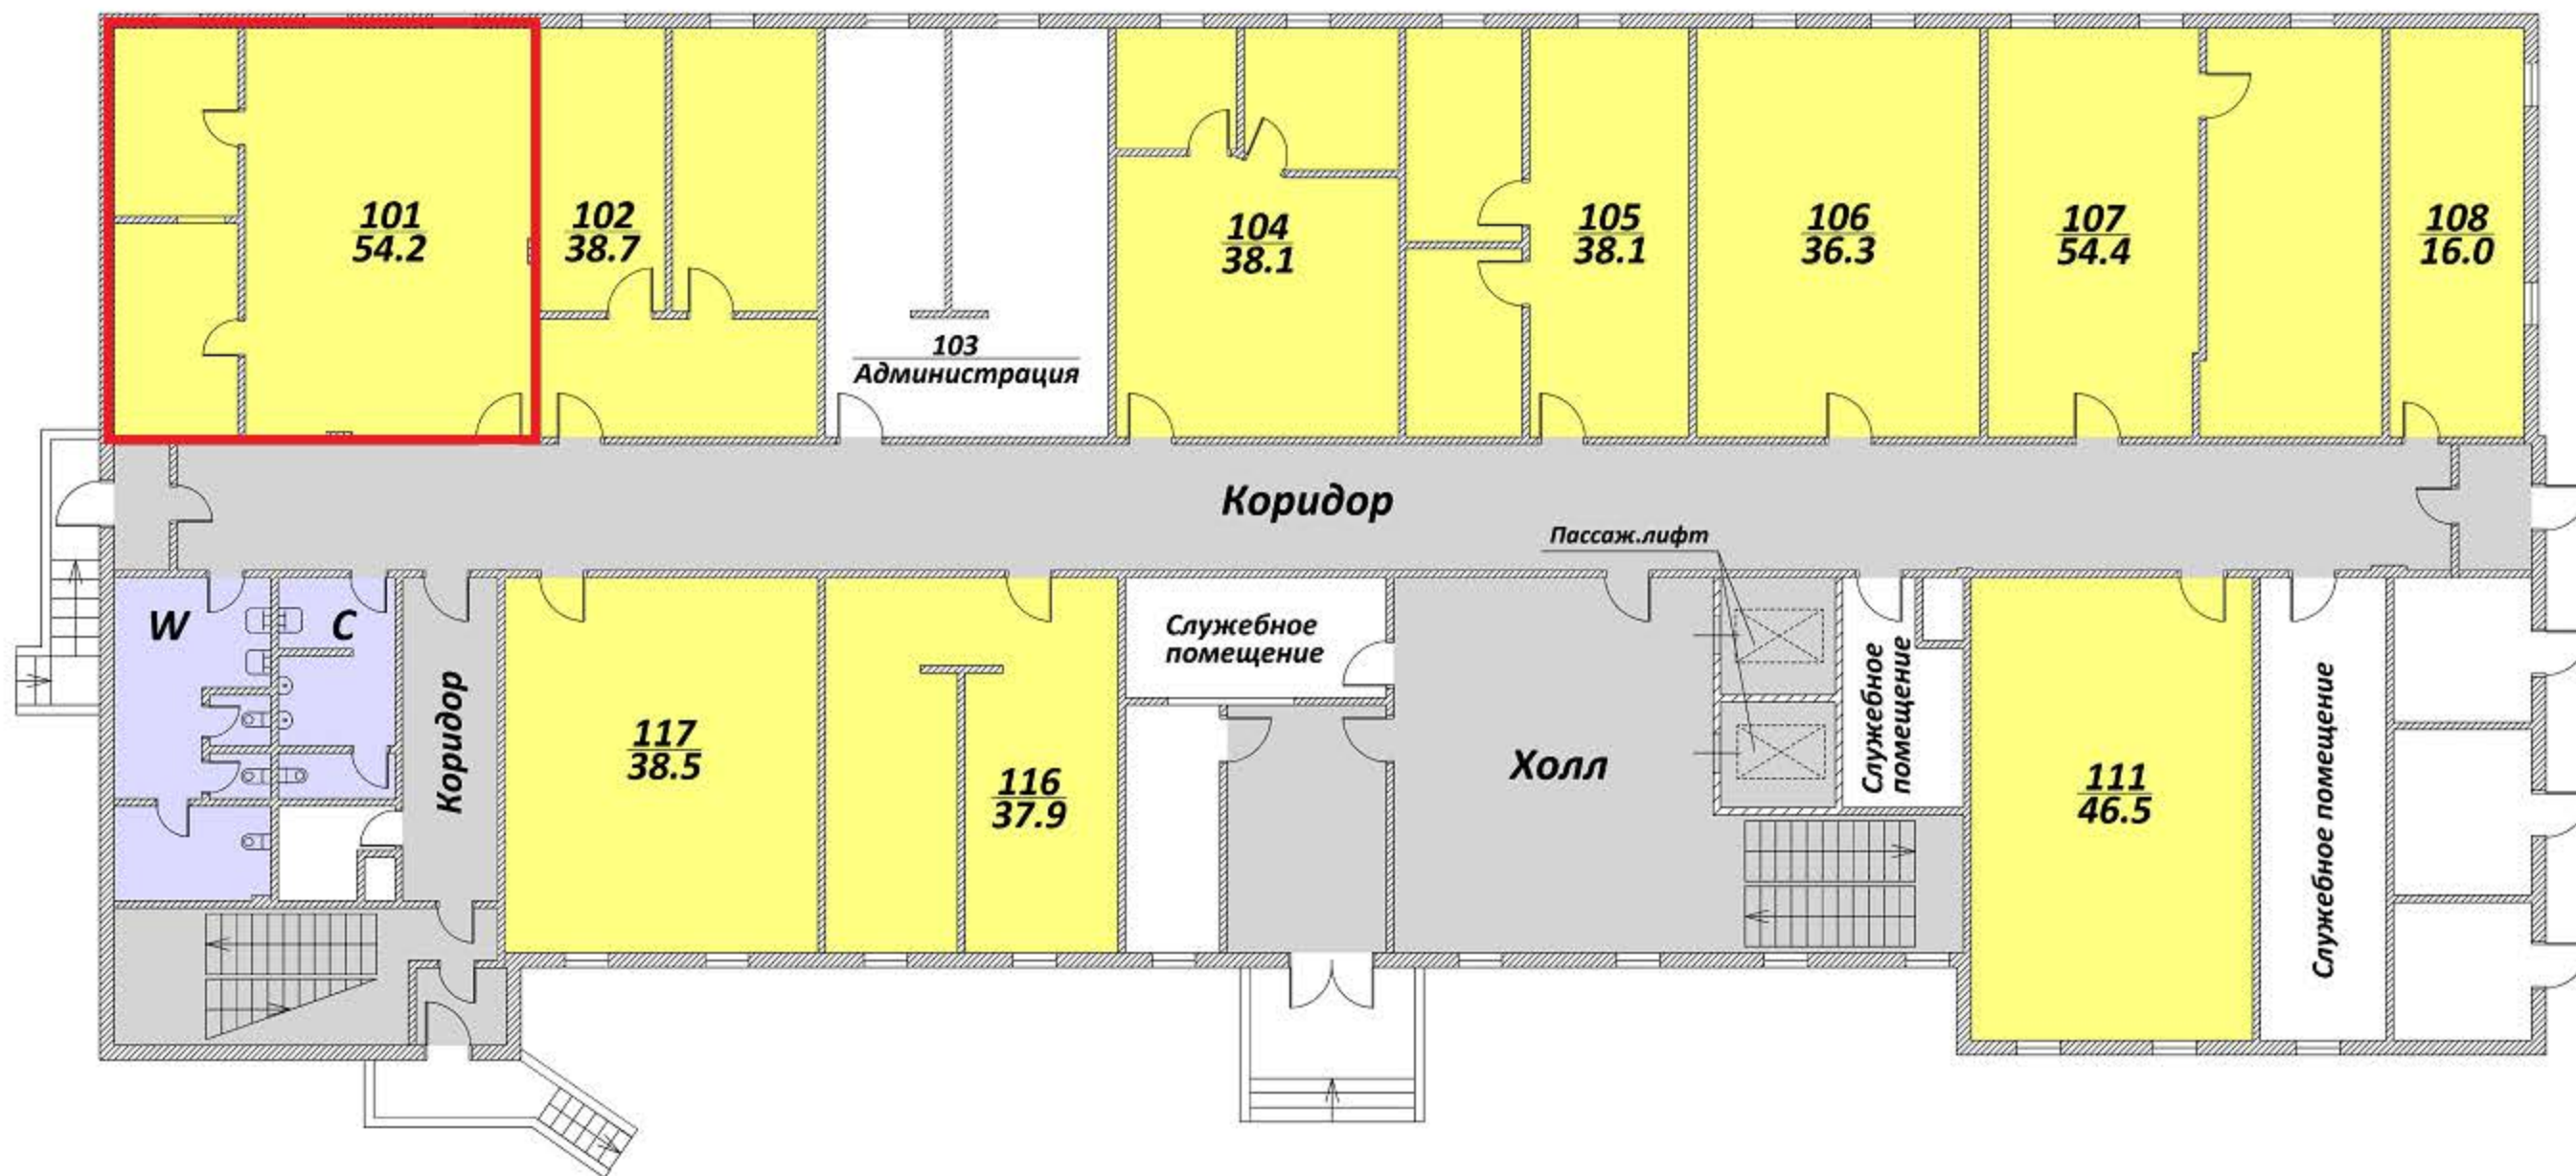 101
54.2
102
38.7
103
Администрация
104
38.1
105
38.1
106
36.3
107
54.4
108
16.0
Коридор
Пассаж.лифт
W
C
Коридор
117
38.5
116
37.9
Служебное
помещение
Холл
Служебное
помещение
111
46.5
Служебное помещение